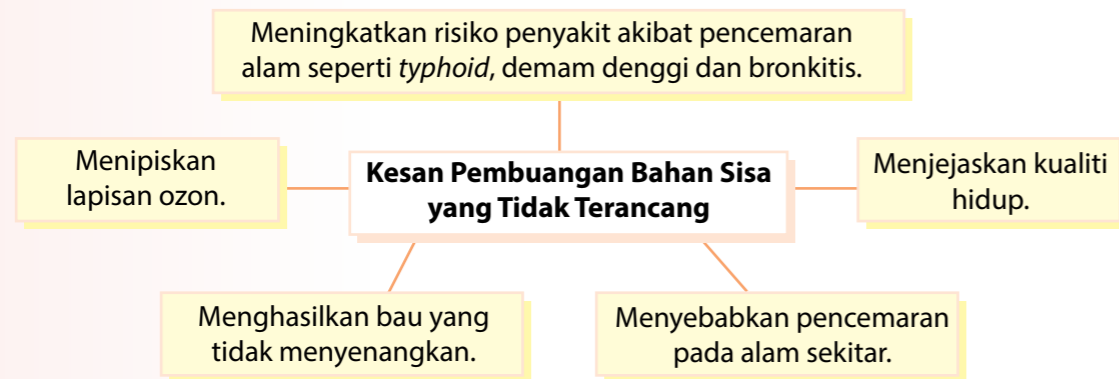 Meningkatkan risiko penyakit akibat pencemaran
alam seperti typhoid, demam denggi dan bronkitis.
Menipiskan
lapisan ozon.
Kesan Pembuangan Bahan Sisa
yang Tidak Terancang
Menjejaskan kualiti
hidup.
Menghasilkan bau yang
tidak menyenangkan.
Menyebabkan pencemaran
pada alam sekitar.